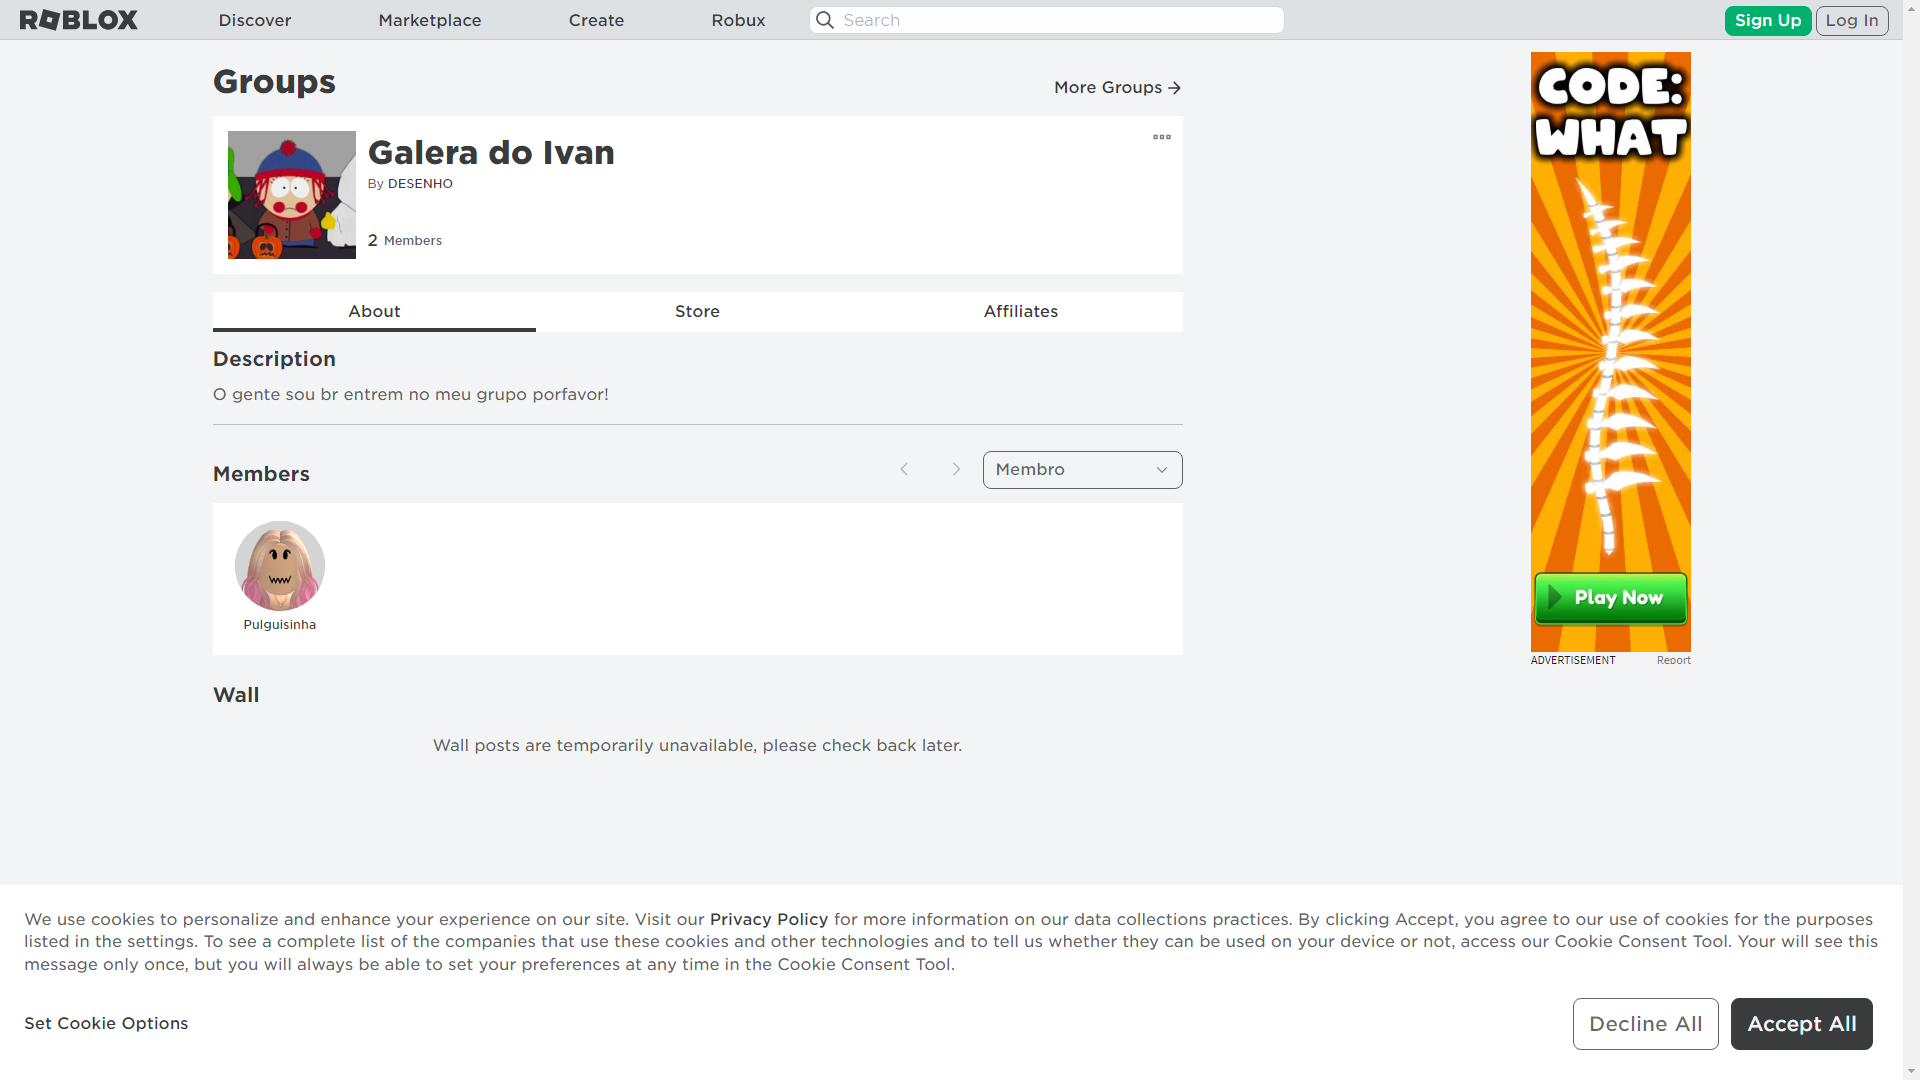 ROBLOX
Discover
Marketplace
Create
Robux
Search
Sign Up
Log In
Groups
More Groups
Galera do Ivan
By DESENHO
2 Members
About
Store
Affiliates
Description
O gente sou br entrem no meu grupo porfavor!
Members
Membro
Pulguisinha
Wall
Wall posts are temporarily unavailable, please check back later.
CODE:
WHAT
Play Now
ADVERTISEMENT
Report
We use cookies to personalize and enhance your experience on our site. Visit our Privacy Policy for more information on our data collections practices. By clicking Accept, you agree to our use of cookies for the purposes
listed in the settings. To see a complete list of the companies that use these cookies and other technologies and to tell us whether they can be used on your device or not, access our Cookie Consent Tool. Your will see this
message only once, but you will always be able to set your preferences at any time in the Cookie Consent Tool.
Set Cookie Options
Decline All
Accept All